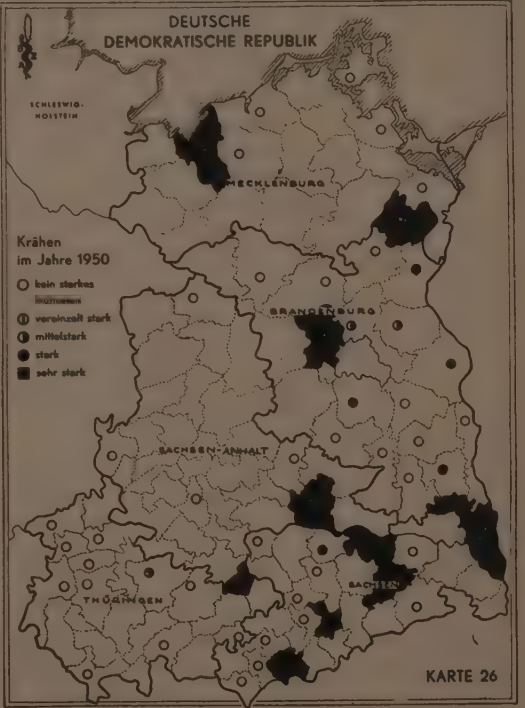 DEUTSCHE
DEMOKRATISCHE REPUBLIK
SCHLESWIG-
HOLSTEIN
MECKLENBURG
Krähen
im Jahre 1950
kein starkes
vereinzelt stark
mittelstark
stark
sehr stark
BRANDENBURG
SACHSEN-ANHALT
SACHSEN
THÜRINGEN
KARTE 26